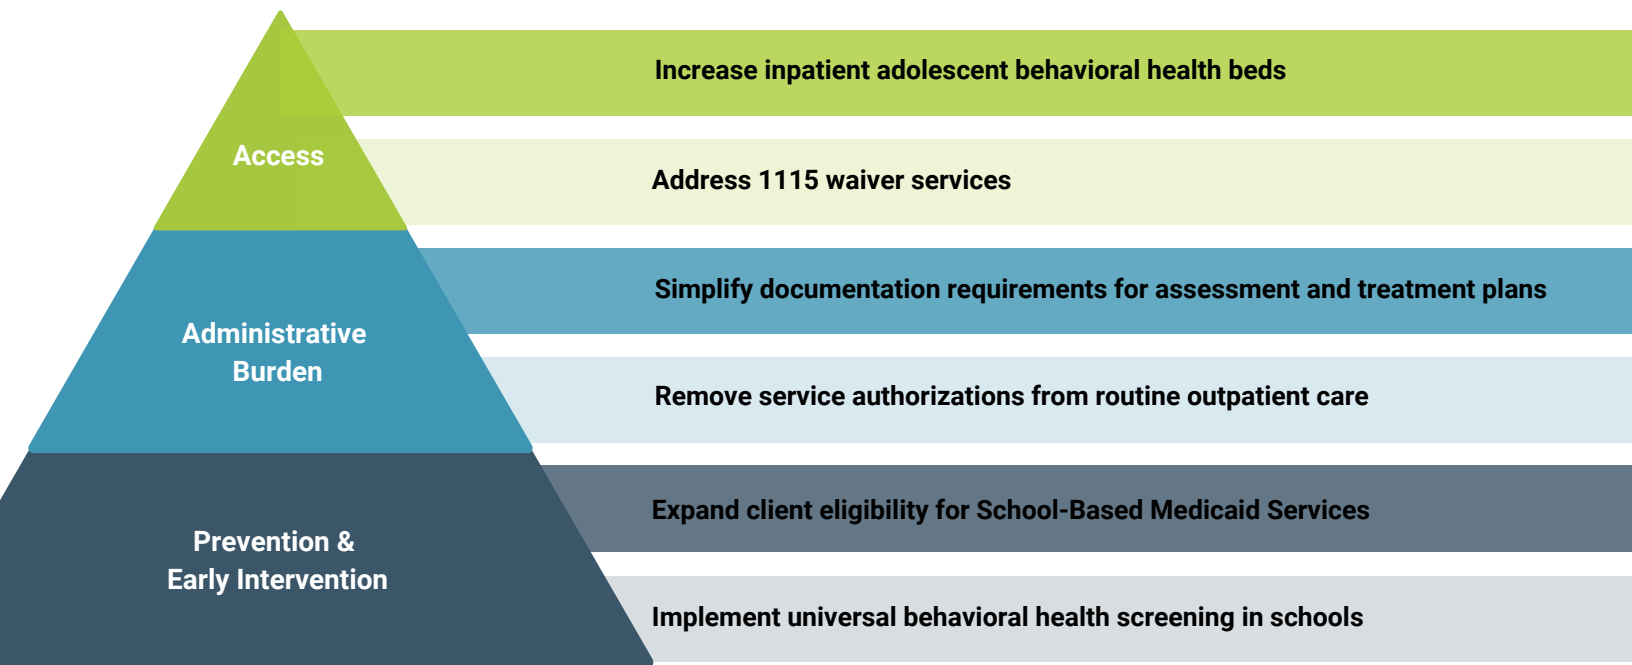 Increase inpatient adolescent behavioral health beds
Access
Address 1115 waiver services
Simplify documentation requirements for assessment and treatment plans
Administrative
Burden
Remove service authorizations from routine outpatient care
Expand client eligibility for School-Based Medicaid Services
Prevention &
Early Intervention
Implement universal behavioral health screening in schools